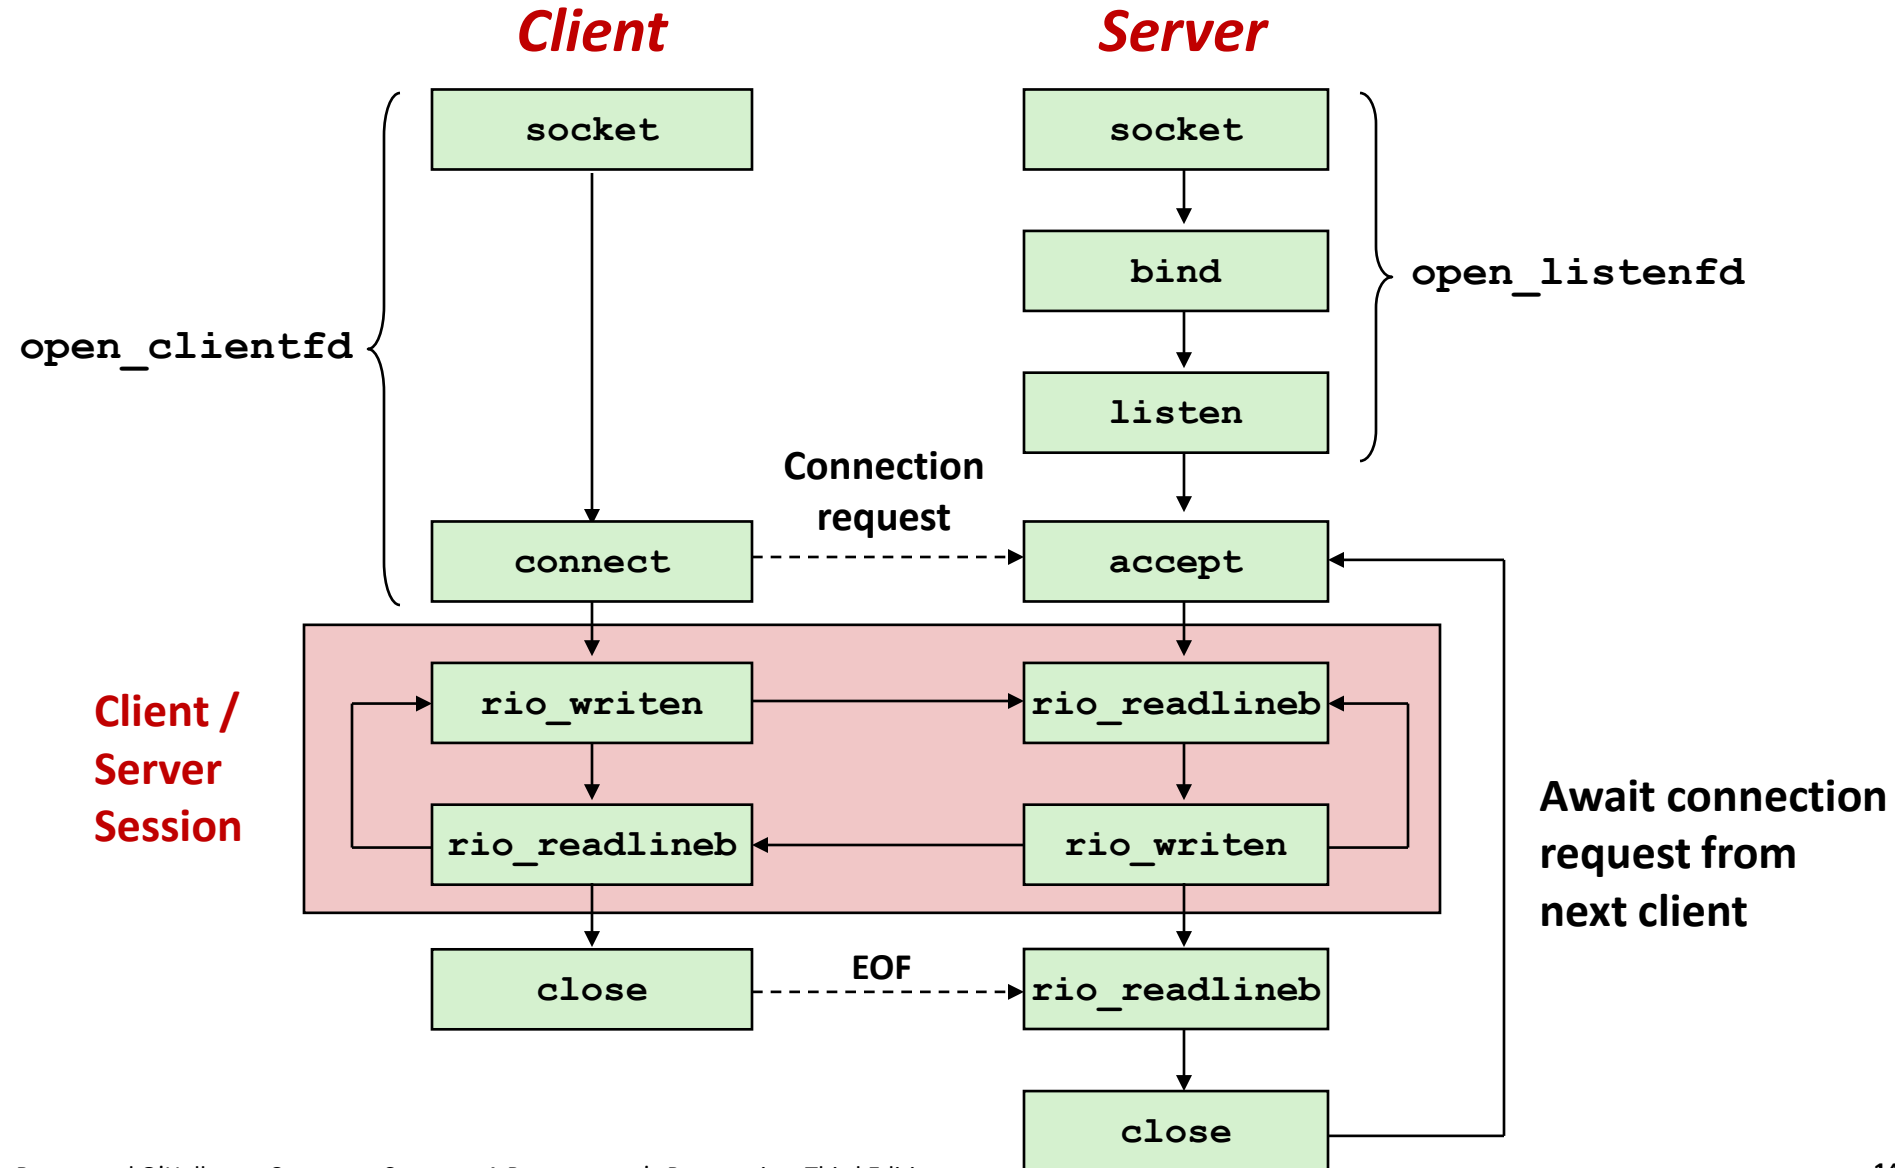 Client
Server
socket
socket
bind
open_listenfd
open_clientfd
listen
Connection
request
connect
accept
Client /
Server
Session
rio_writen
rio_readlineb
rio_readlineb
rio_writen
Await connection
request from
next client
close
EOF
rio_readlineb
close